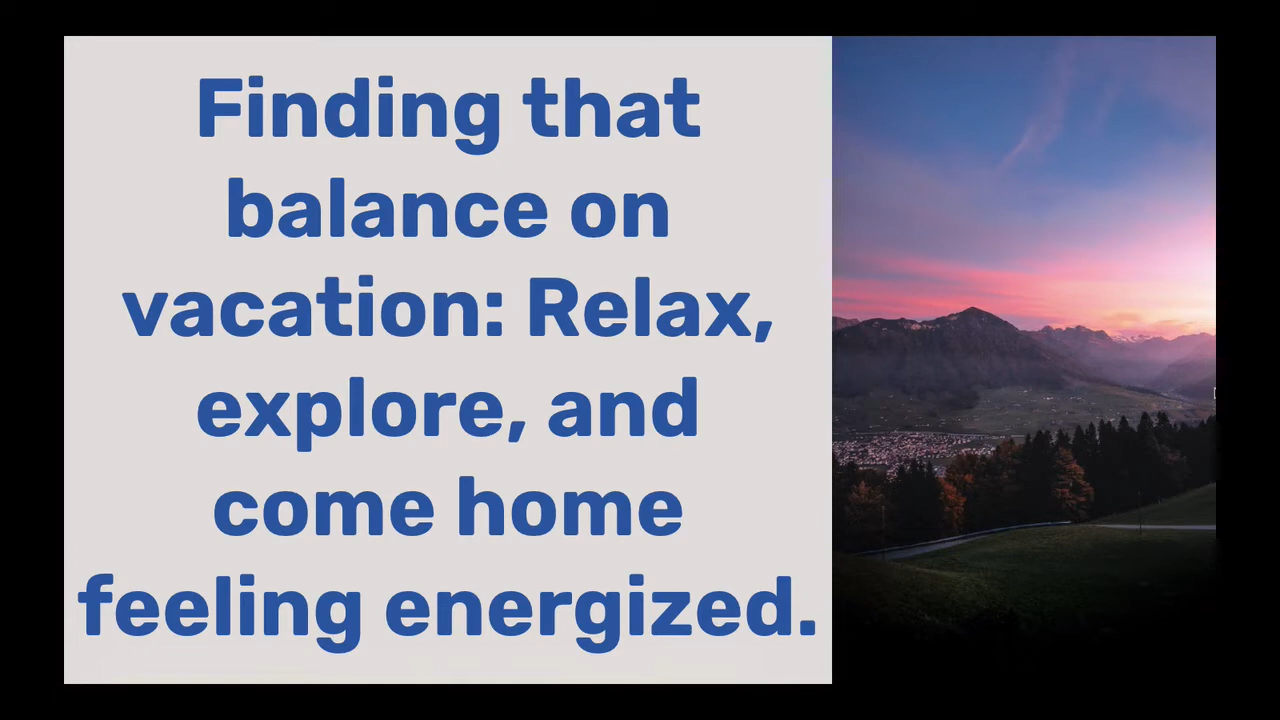 Finding that
balance on
vacation: Relax,
explore, and
come home
feeling energized.